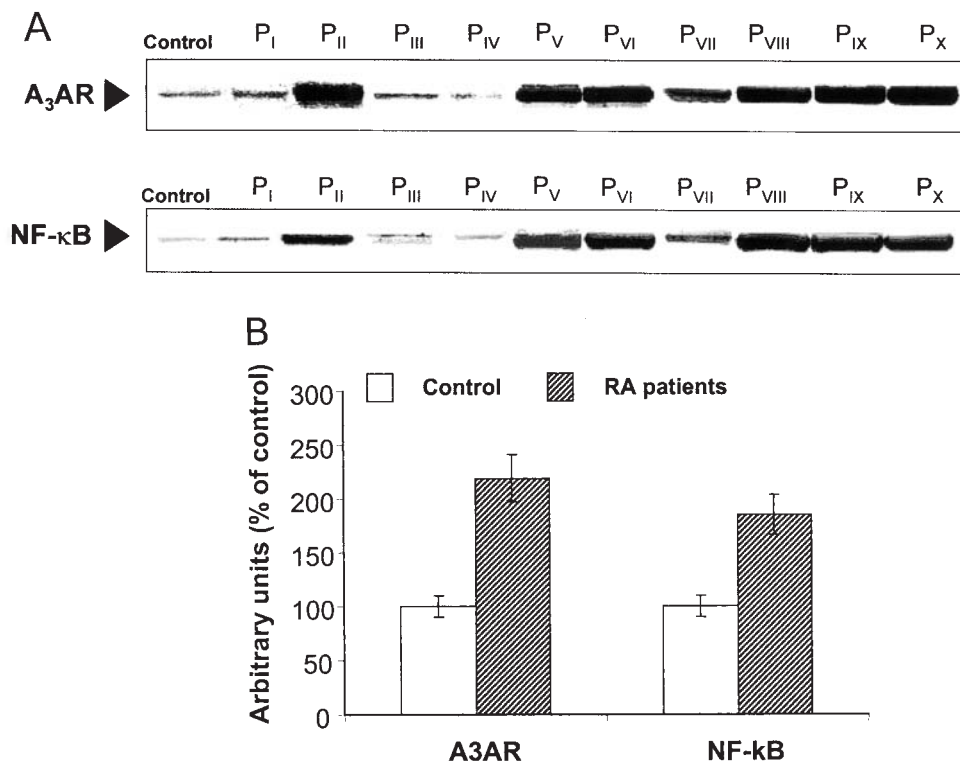 A
Control P_I P_II P_III P_IV P_V P_VI P_VII P_VIII P_IX P_X
A₃AR
Control P_I P_II P_III P_IV P_V P_VI P_VII P_VIII P_IX P_X
NF-κB
B
Control RA patients
Arbitrary units (% of control)
300
250
200
150
100
50
0
A3AR NF-kB